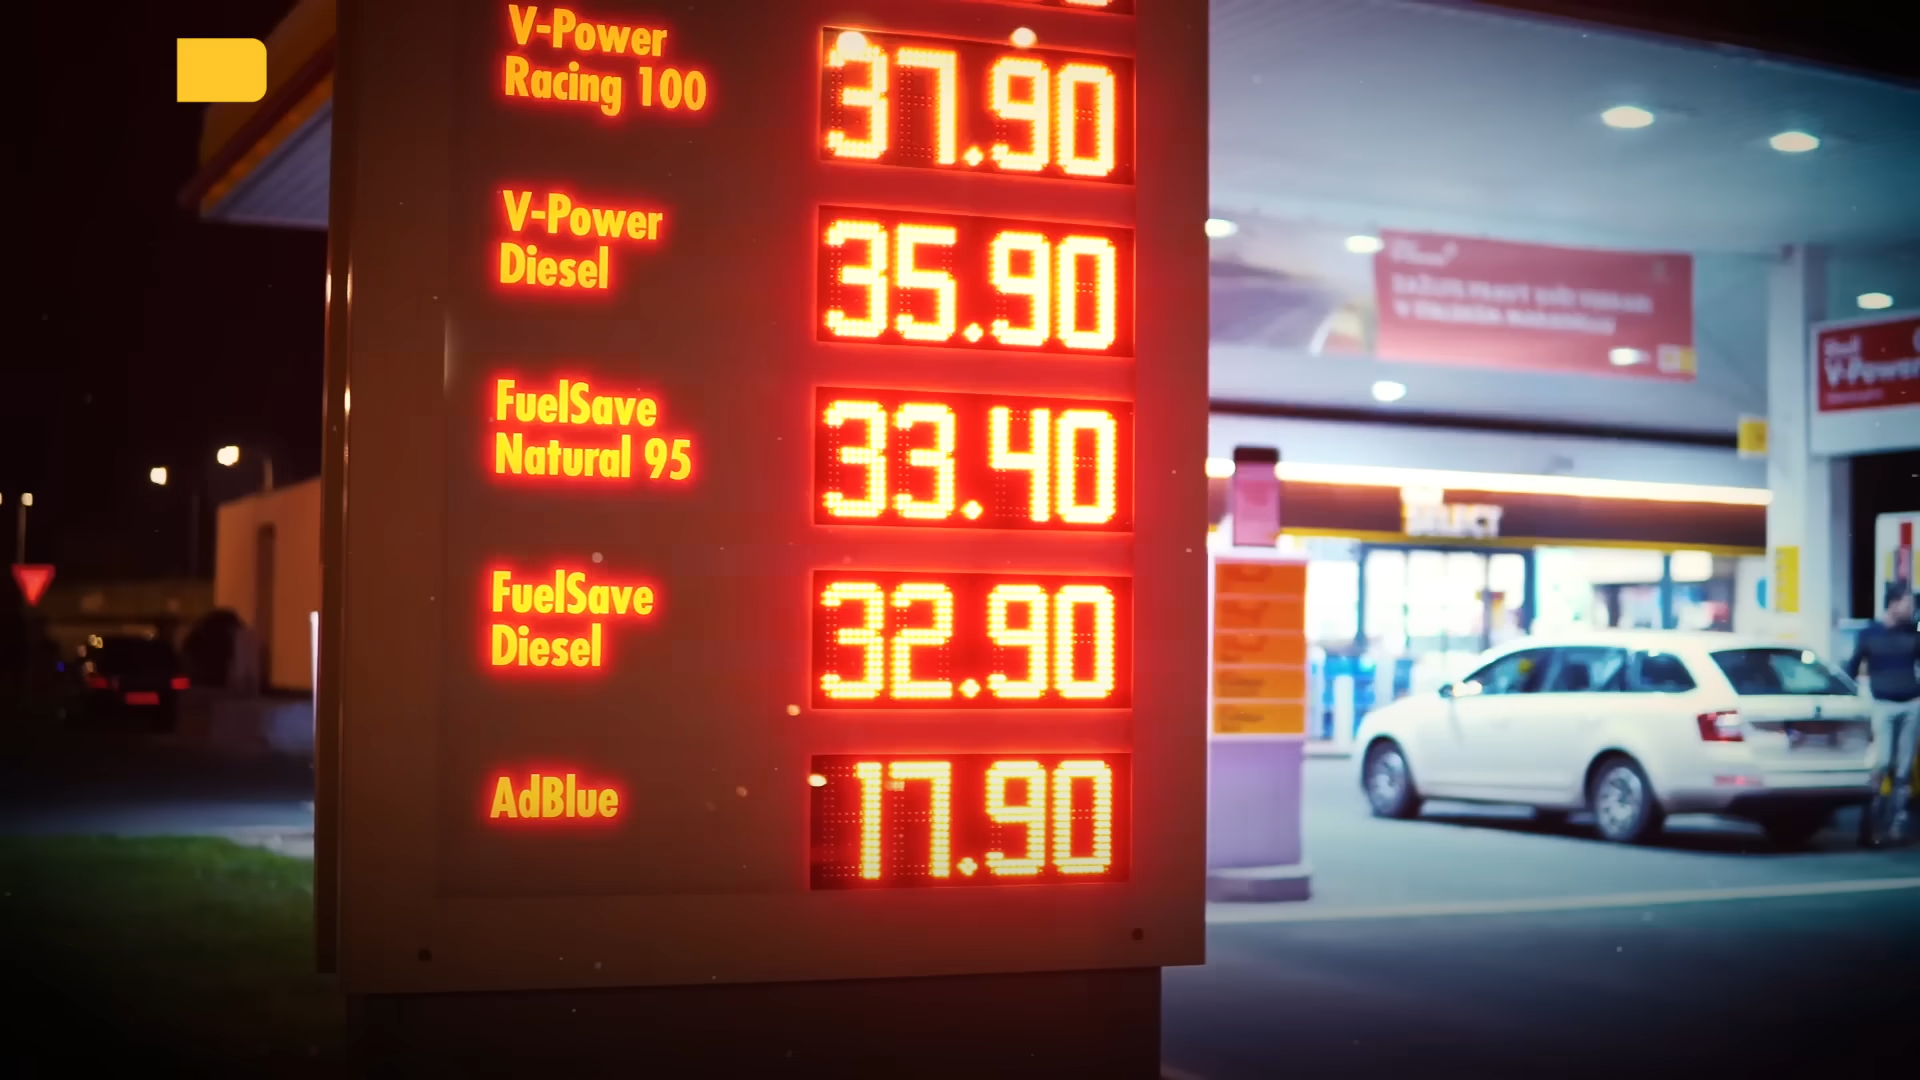 V-Power
Racing 100
37.90
V-Power
Diesel
35.90
FuelSave
Natural 95
33.40
FuelSave
Diesel
32.90
AdBlue
17.90
V-Power